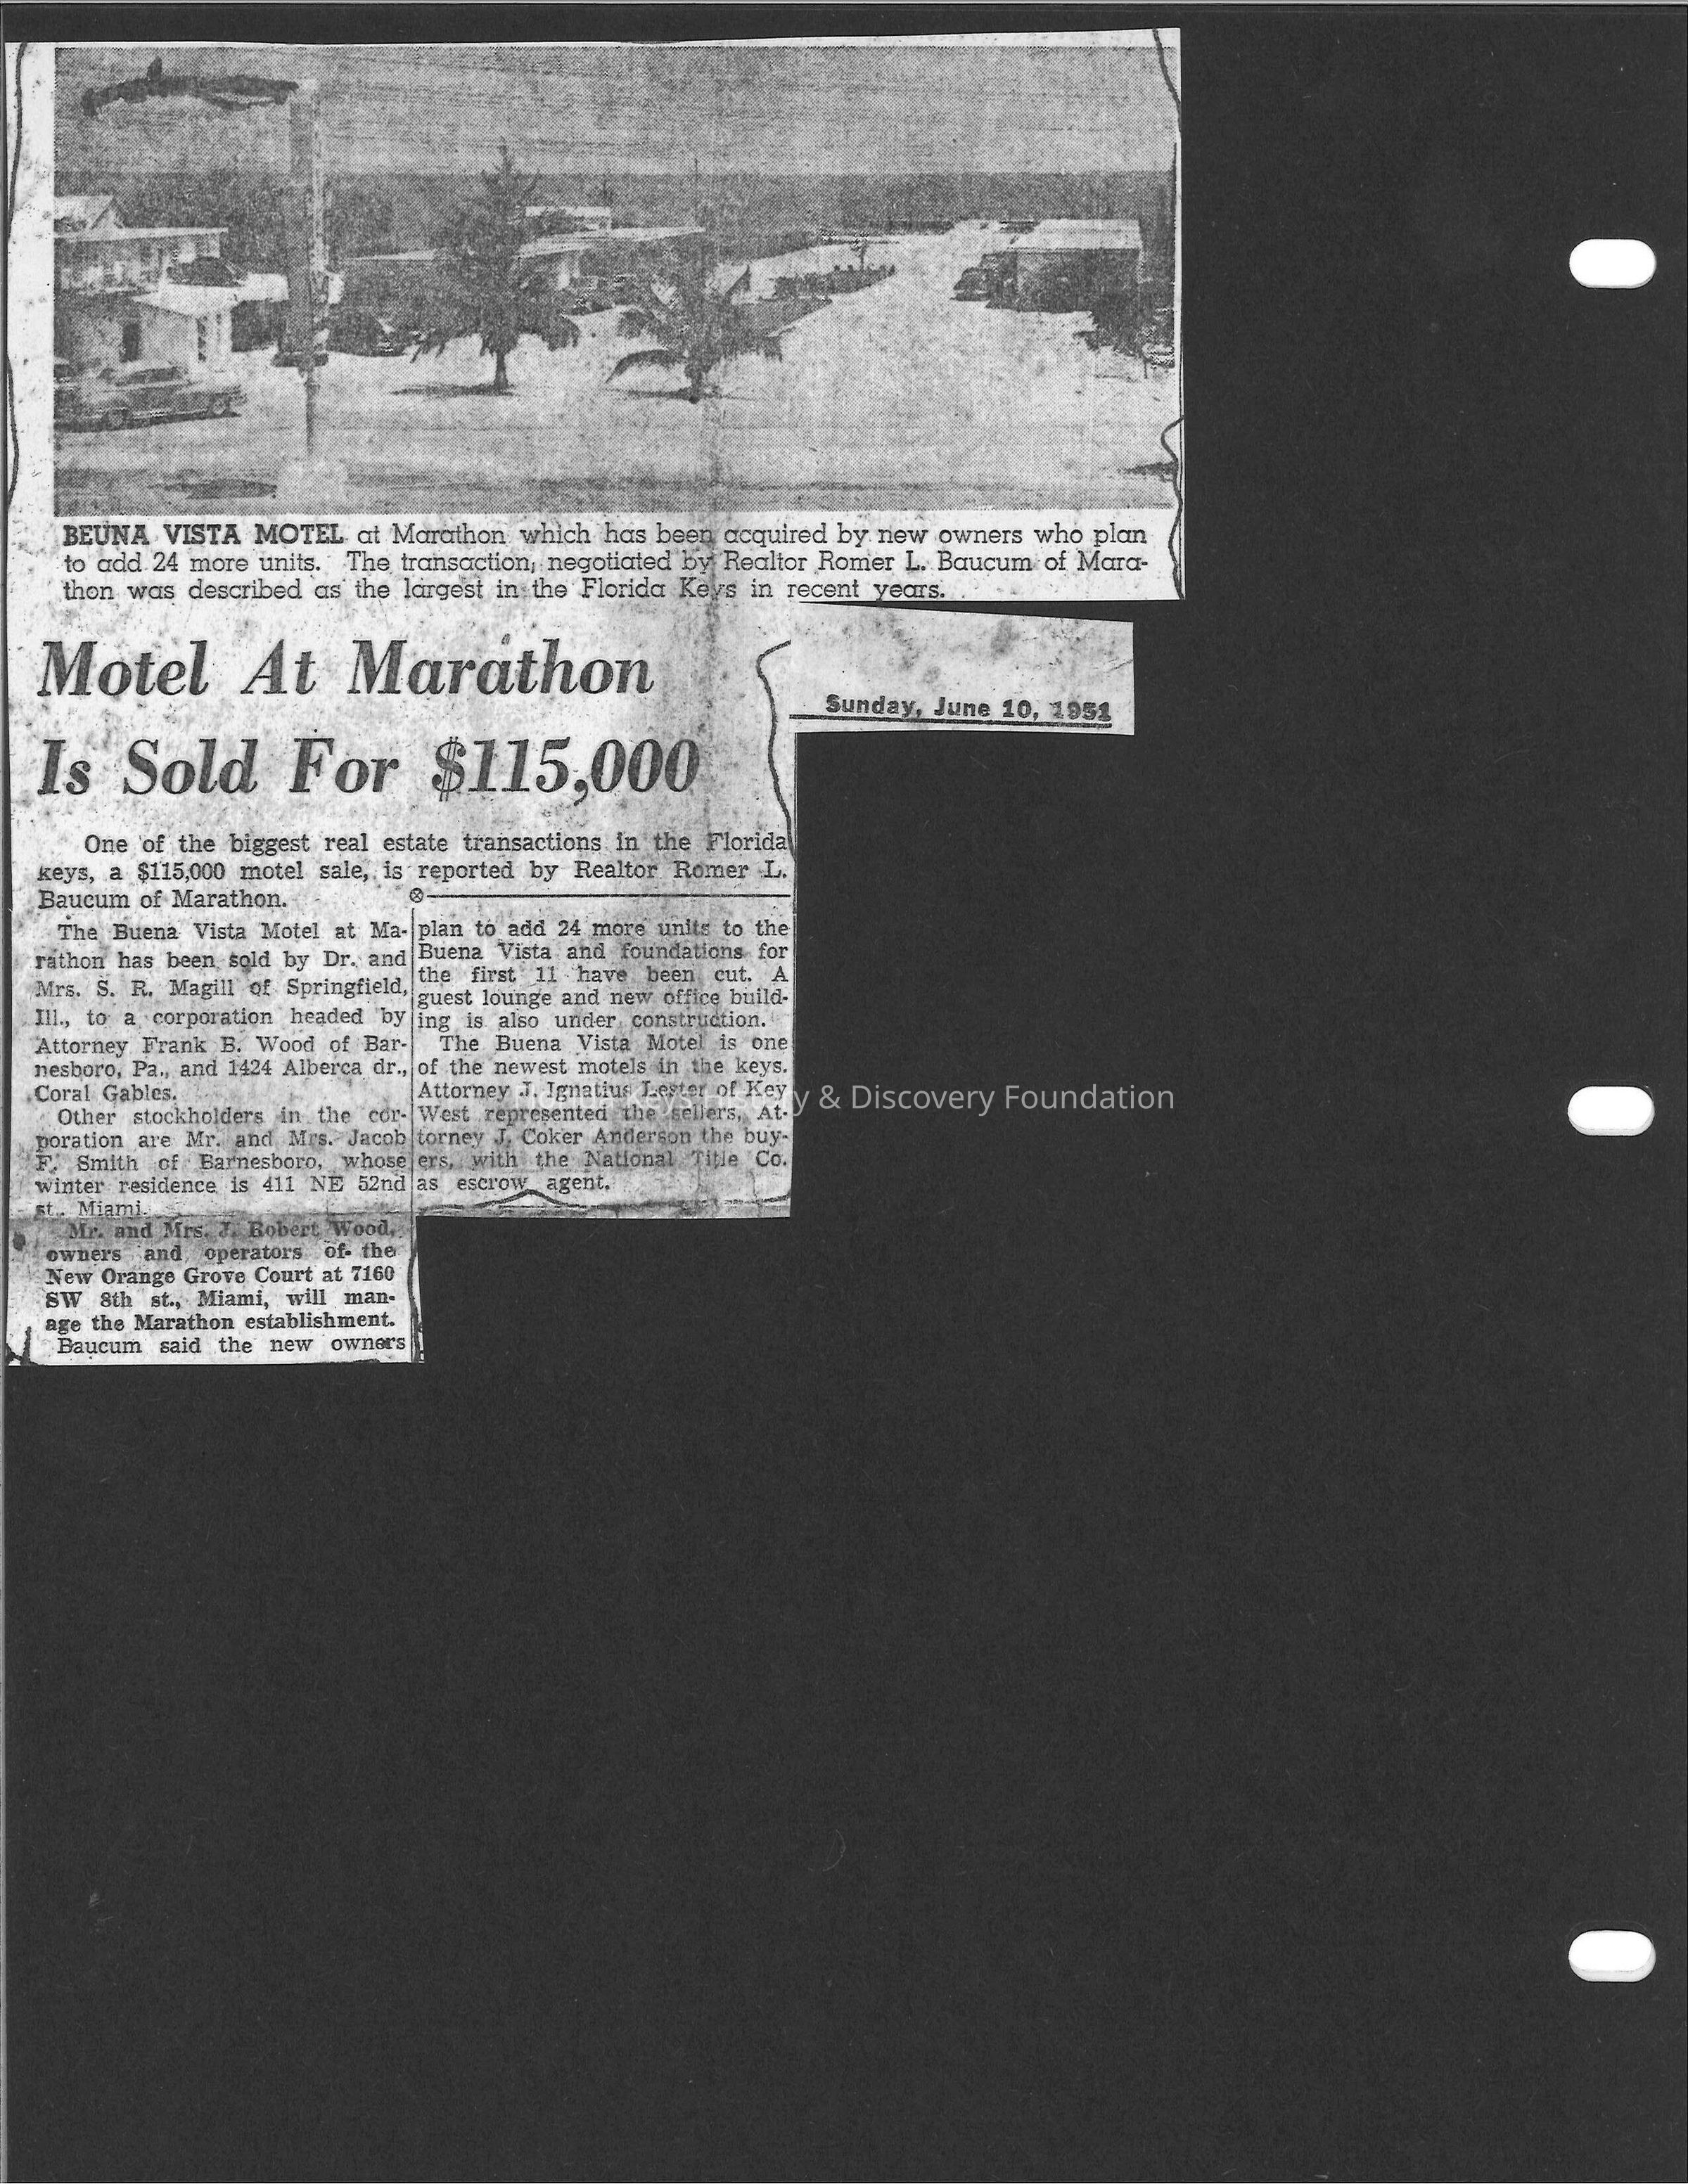 BEUNA VISTA MOTEL at Marathon which has been acquired by new owners who plan
to add 24 more units. The transaction, negotiated by Realtor Romer L. Baucum of Mara-
thon was described as the largest in the Florida Keys in recent years.
Motel At Marathon
Is Sold For $115,000
Sunday, June 10, 1951
One of the biggest real estate transactions in the Florida
keys, a $115,000 motel sale, is reported by Realtor Romer L.
Baucum of Marathon.
The Buena Vista Motel at Ma-
rathon has been sold by Dr. and
Mrs. S. R. Magill of Springfield,
Ill., to a corporation headed by
Attorney Frank B. Wood of Bar-
nesboro, Pa., and 1424 Alberca dr.,
Coral Gables.
Other stockholders in the cor-
poration are Mr. and Mrs. Jacob
F. Smith of Barnesboro, whose
winter residence is 411 NE 52nd
st., Miami.
Mr. and Mrs. J. Robert Wood,
owners and operators of the
New Orange Grove Court at 7160
SW 8th st., Miami, will man-
age the Marathon establishment.
Baucum said the new owners
plan to add 24 more units to the
Buena Vista and foundations for
the first 11 have been cut. A
guest lounge and new office build-
ing is also under construction.
The Buena Vista Motel is one
of the newest motels in the keys.
Attorney J. Ignatius Lester of Key
West represented the sellers, At-
torney J. Coker Anderson the buy-
ers, with the National Title Co.
as escrow agent.
Keys History & Discovery Foundation